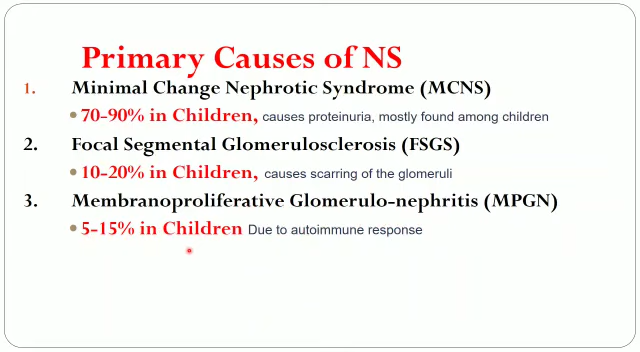 Primary Causes of NS
1. Minimal Change Nephrotic Syndrome (MCNS)
70-90% in Children, causes proteinuria, mostly found among children
2. Focal Segmental Glomerulosclerosis (FSGS)
10-20% in Children, causes scarring of the glomeruli
3. Membranoproliferative Glomerulo-nephritis (MPGN)
5-15% in Children Due to autoimmune response